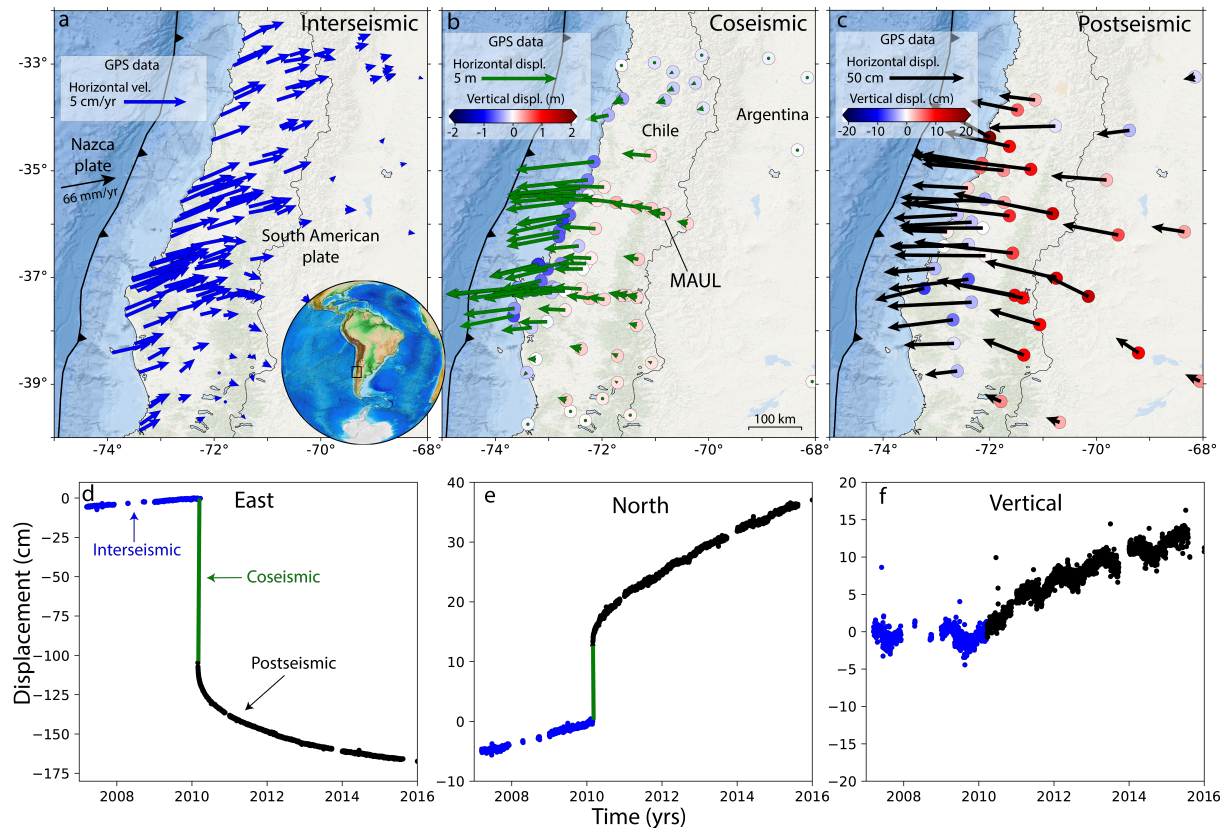 a
Interseismic
GPS data
Horizontal vel.
5 cm/yr
Nazca
plate
66 mm/yr
South American
plate
-33°
-35°
-37°
-39°
-74°
-72°
-71°
-70°
-68°
b
Coseismic
GPS data
Horizontal displ.
5 m
Vertical displ. (m)
-2 -1 0 1 2
Chile
Argentina
MAUL
100 km
-74°
-72°
-71°
-70°
-68°
c
Postseismic
GPS data
Horizontal displ.
50 cm
Vertical displ. (cm)
-20 -10 0 10 20
-74°
-72°
-71°
-70°
-68°
d
East
Displacement (cm)
0
−25
−50
−75
−100
−125
−150
−175
Interseismic
Coseismic
Postseismic
2008 2010 2012 2014 2016
e
North
40
30
20
10
0
−10
2008 2010 2012 2014 2016
Time (yrs)
f
Vertical
20
15
10
5
0
−5
−10
−15
−20
2008 2010 2012 2014 2016